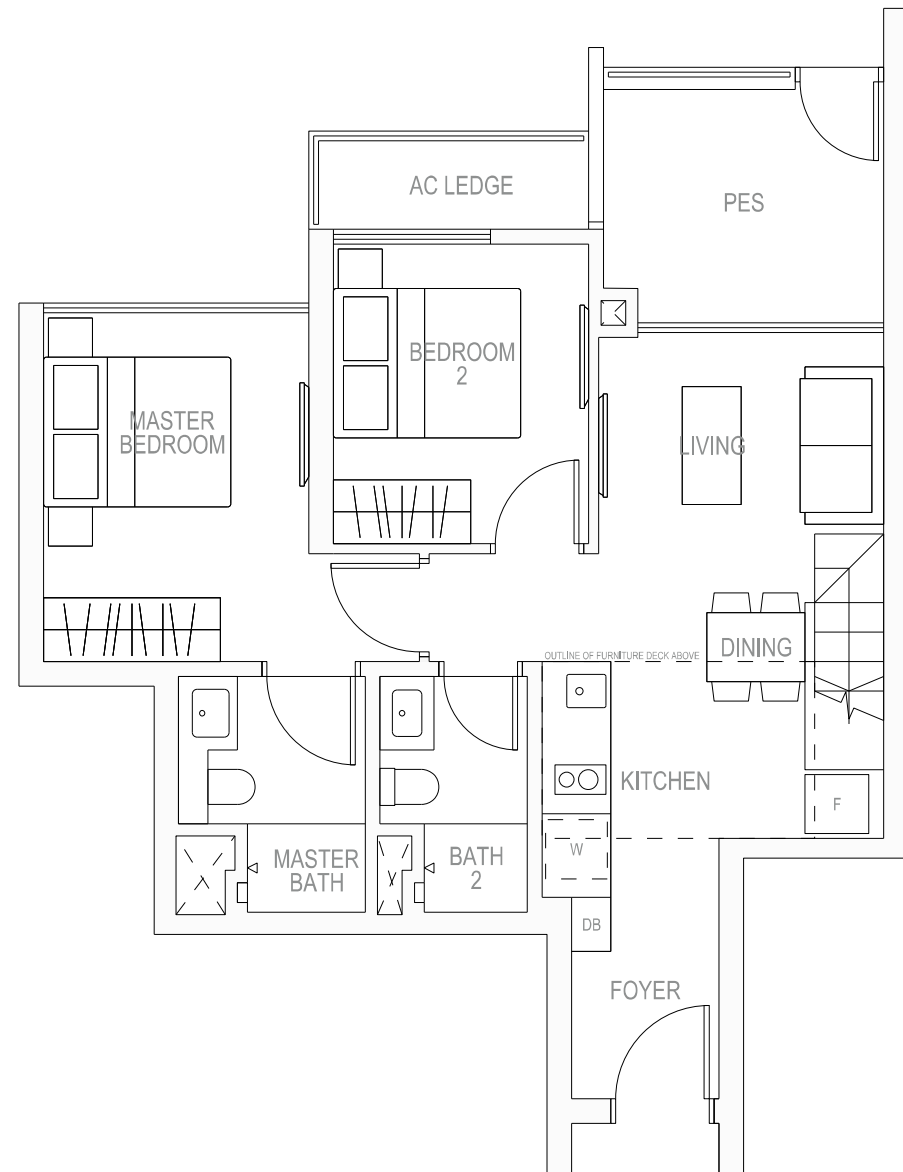 AC LEDGE
PES
BEDROOM
2
MASTER
BEDROOM
LIVING
OUTLINE OF FURNITURE DECK ABOVE
DINING
KITCHEN
F
W
MASTER
BATH
BATH
2
DB
FOYER